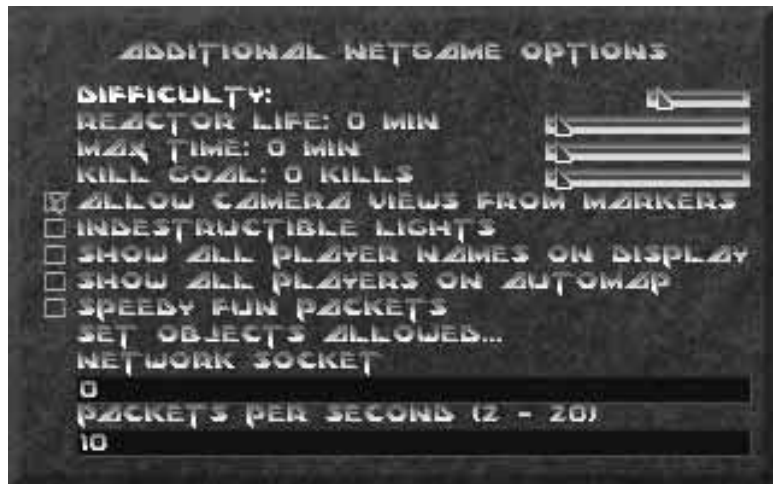 ADDITIONAL NETGAME OPTIONS
DIFFICULTY:
REACTOR LIFE: 0 MIN
MAX TIME: 0 MIN
KILL GOAL: 0 KILLS
ALLOW CAMERA VIEWS FROM MARKERS
INDESTRUCTIBLE LIGHTS
SHOW ALL PLAYER NAMES ON DISPLAY
SHOW ALL PLAYERS ON AUTOMAP
SPEEDY FUN PACKETS
SET OBJECTS ALLOWED...
NETWORK SOCKET
0
PACKETS PER SECOND (2 - 20)
10